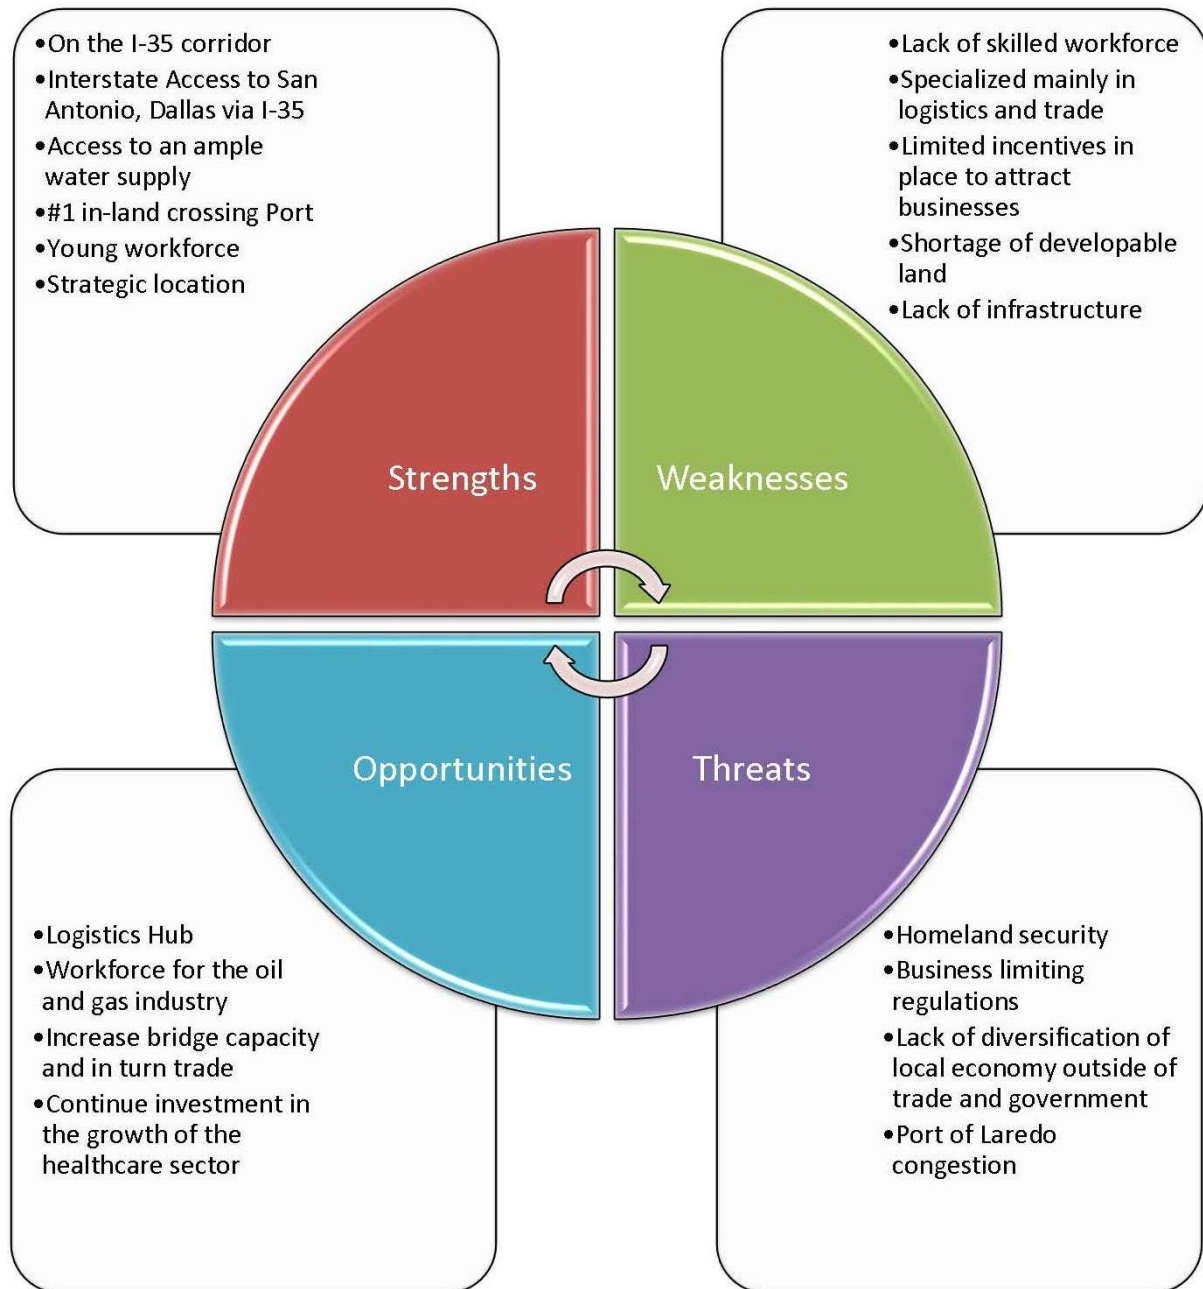 •On the I-35 corridor
•Interstate Access to San
Antonio, Dallas via I-35
•Access to an ample
water supply
•#1 in-land crossing Port
•Young workforce
•Strategic location
•Lack of skilled workforce
•Specialized mainly in
logistics and trade
•Limited incentives in
place to attract
businesses
•Shortage of developable
land
•Lack of infrastructure
Strengths
Weaknesses
Opportunities
Threats
•Logistics Hub
•Workforce for the oil
and gas industry
•Increase bridge capacity
and in turn trade
•Continue investment in
the growth of the
healthcare sector
•Homeland security
•Business limiting
regulations
•Lack of diversification of
local economy outside of
trade and government
•Port of Laredo
congestion